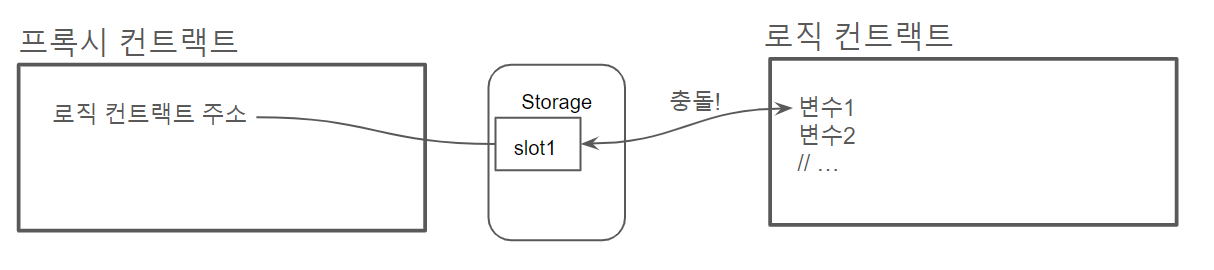 프록시 컨트랙트
로직 컨트랙트 주소
Storage
slot1
충돌!
로직 컨트랙트
변수1
변수2
// …